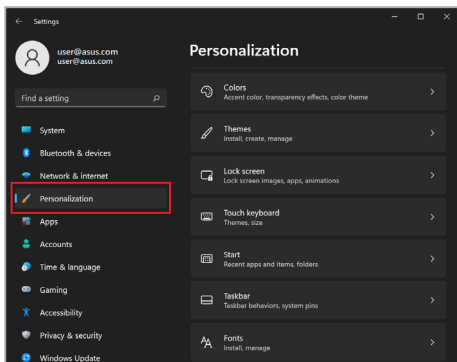 Settings
user@asus.com
user@asus.com
Find a setting
System
Bluetooth & devices
Network & internet
Personalization
Apps
Accounts
Time & language
Gaming
Accessibility
Privacy & security
Windows Update
Personalization
Colors
Accent color, transparency effects, color theme
Themes
Install, create, manage
Lock screen
Lock screen images, apps, animations
Touch keyboard
Themes, size
Start
Recent apps and items, folders
Taskbar
Taskbar behaviors, system pins
Fonts
Install, manage